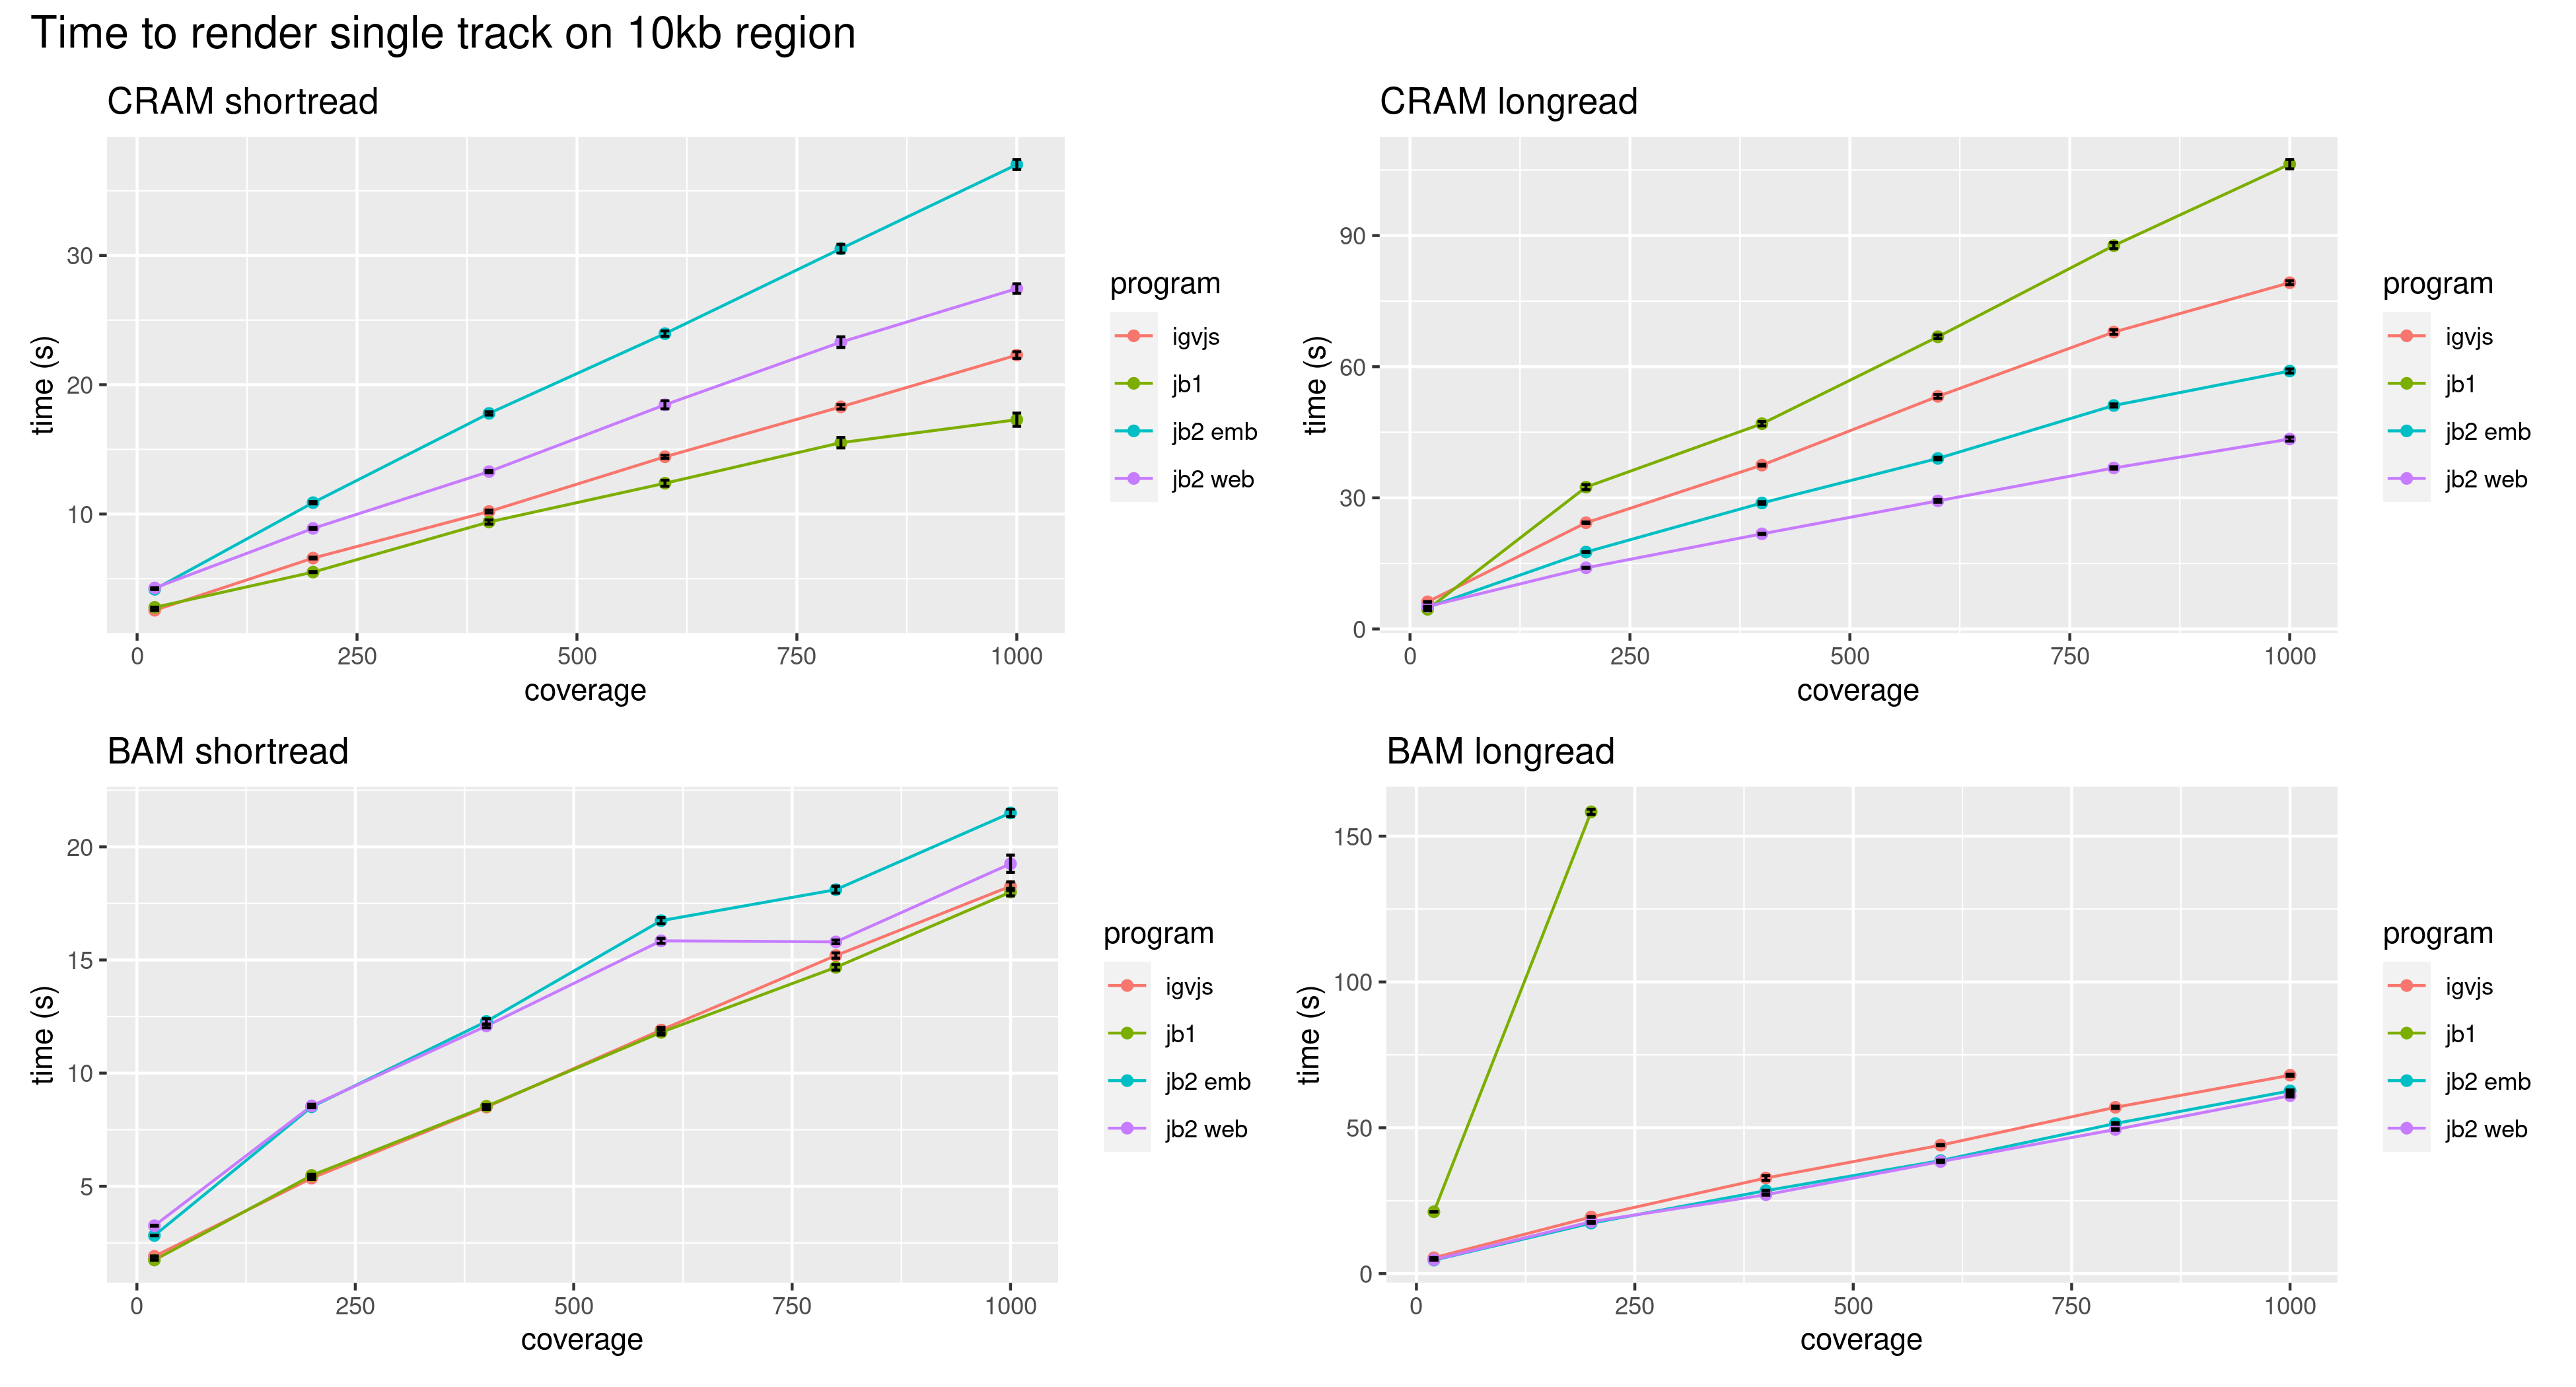 Time to render single track on 10kb region
CRAM shortread
time (s)
30
20
10
0 250 500 750 1000
coverage
program
igvjs
jb1
jb2 emb
jb2 web
CRAM longread
time (s)
90
60
30
0
0 250 500 750 1000
coverage
program
igvjs
jb1
jb2 emb
jb2 web
BAM shortread
time (s)
20
15
10
5
0 250 500 750 1000
coverage
program
igvjs
jb1
jb2 emb
jb2 web
BAM longread
time (s)
150
100
50
0
0 250 500 750 1000
coverage
program
igvjs
jb1
jb2 emb
jb2 web